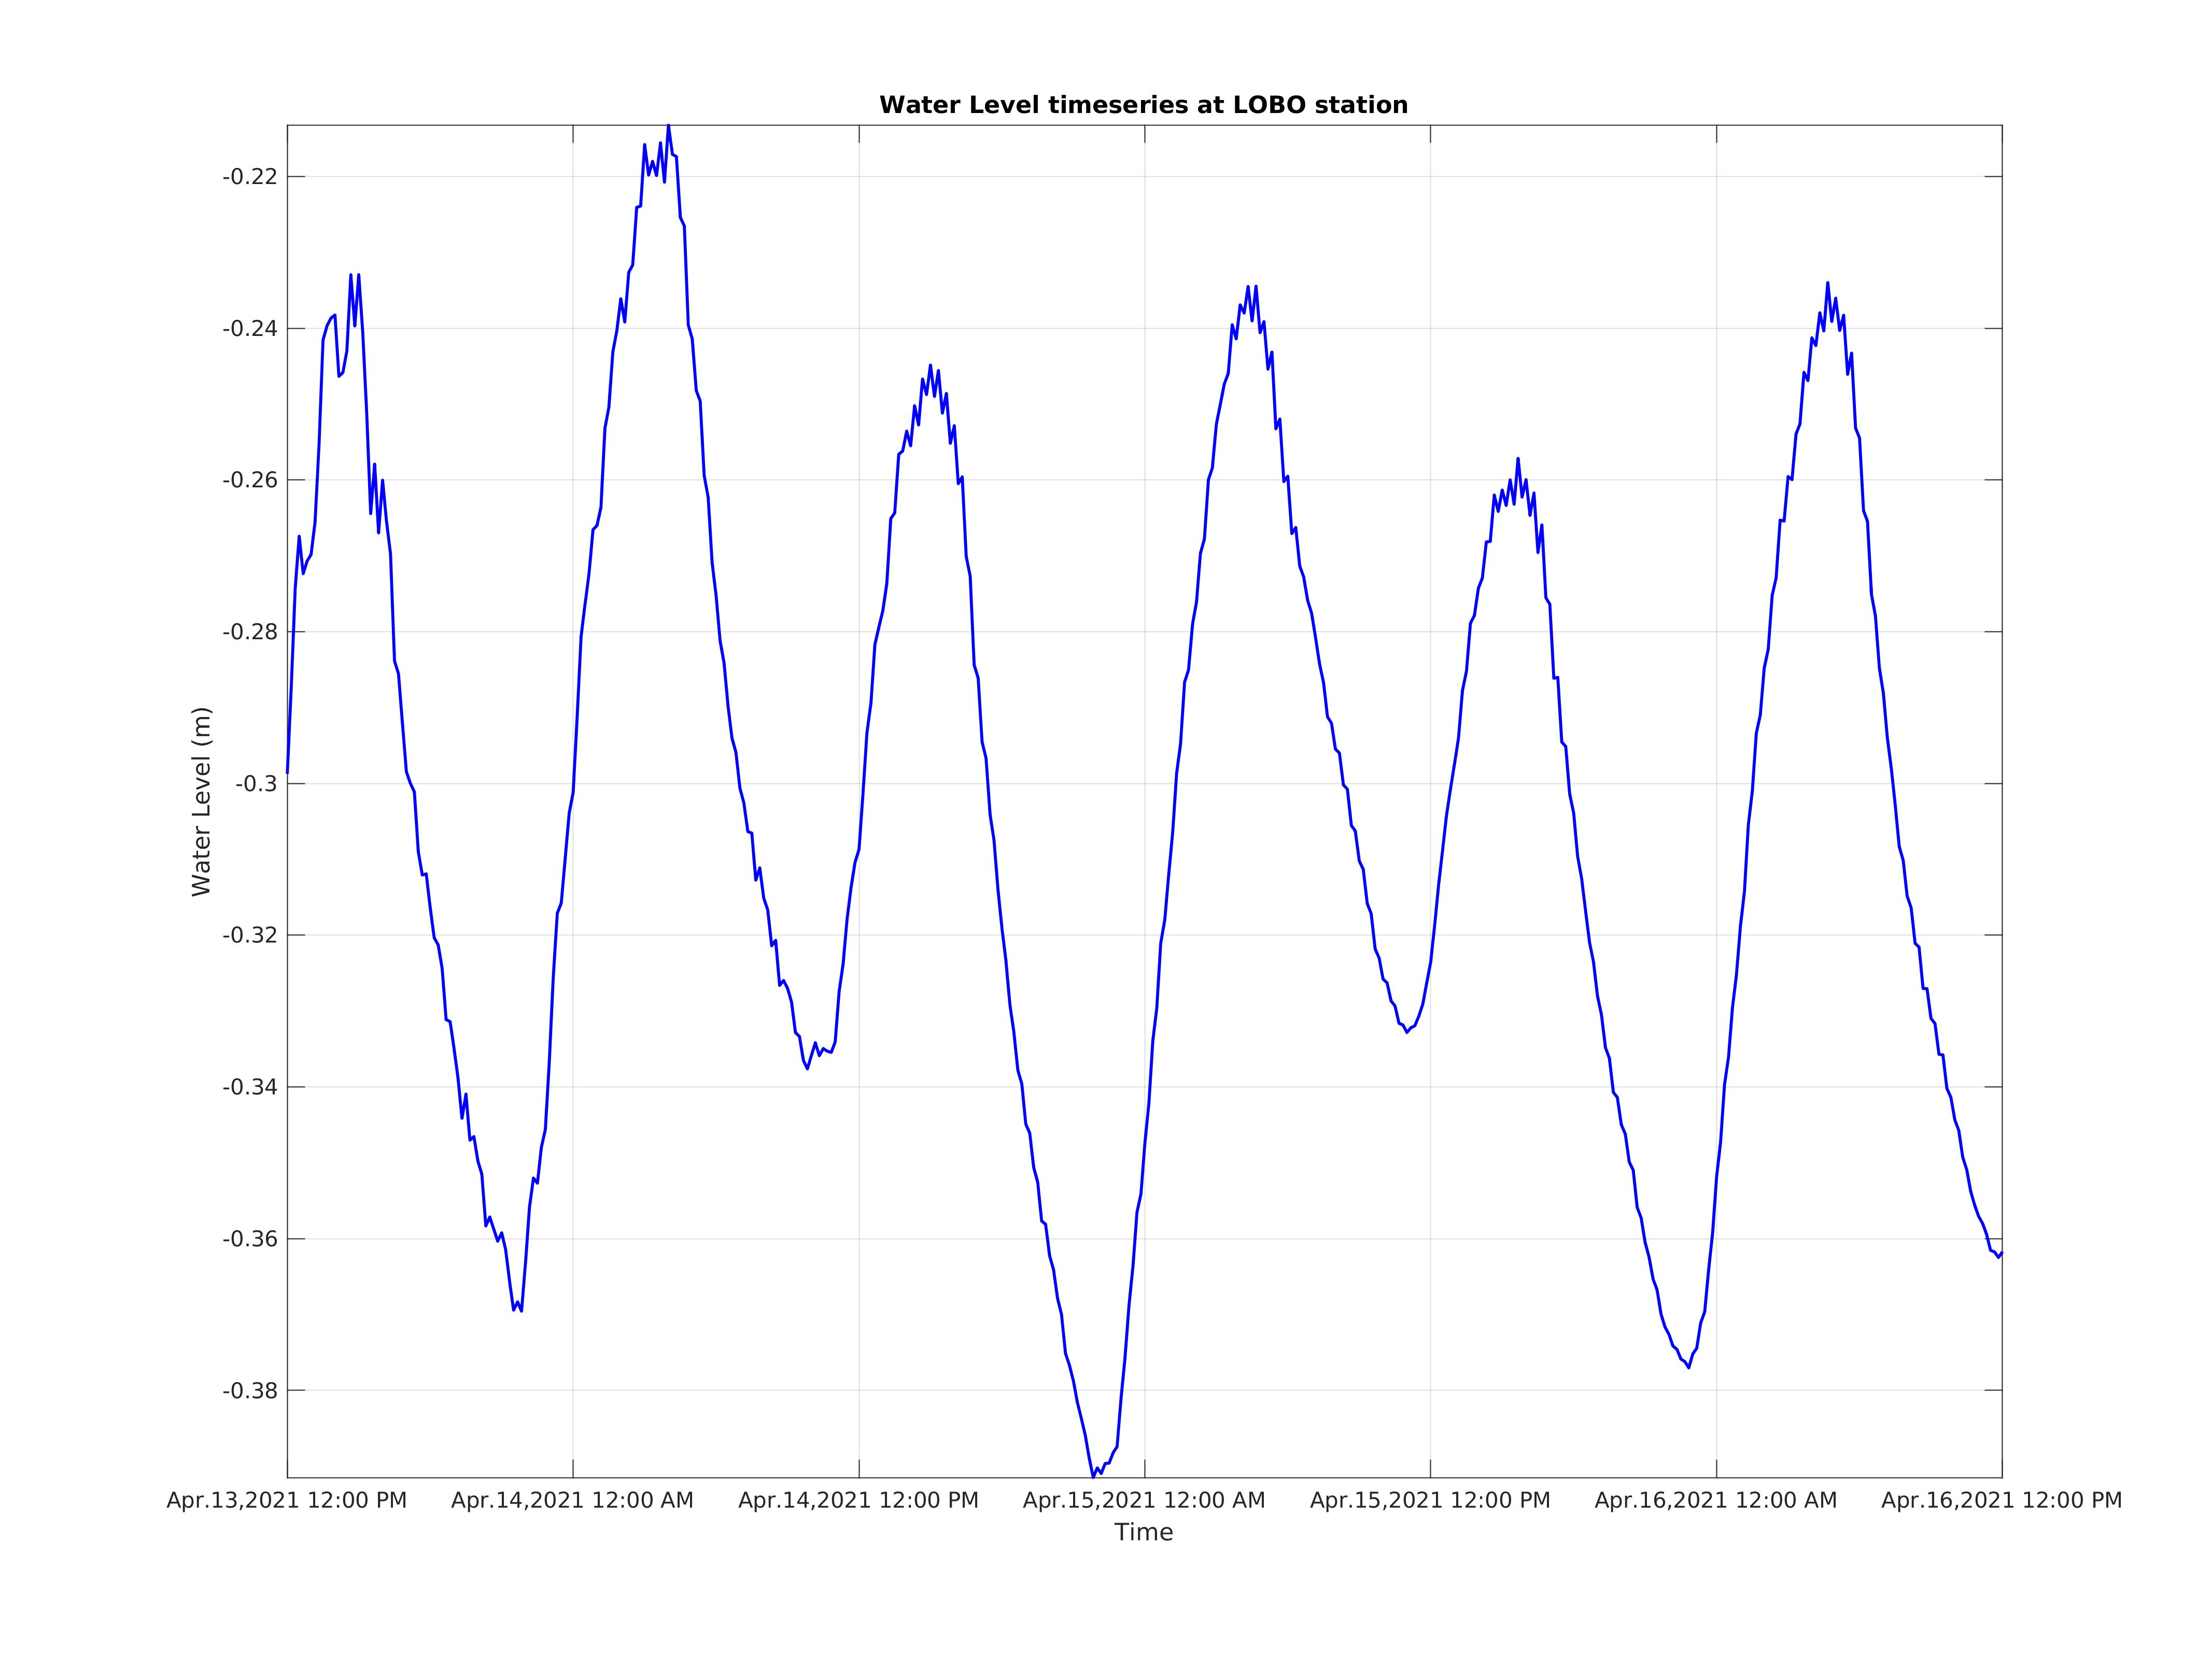 Water Level timeseries at LOBO station
-0.22
-0.24
-0.26
-0.28
-0.3
-0.32
-0.34
-0.36
-0.38
Water Level (m)
Apr.13,2021 12:00 PM
Apr.14,2021 12:00 AM
Apr.14,2021 12:00 PM
Apr.15,2021 12:00 AM
Apr.15,2021 12:00 PM
Apr.16,2021 12:00 AM
Apr.16,2021 12:00 PM
Time